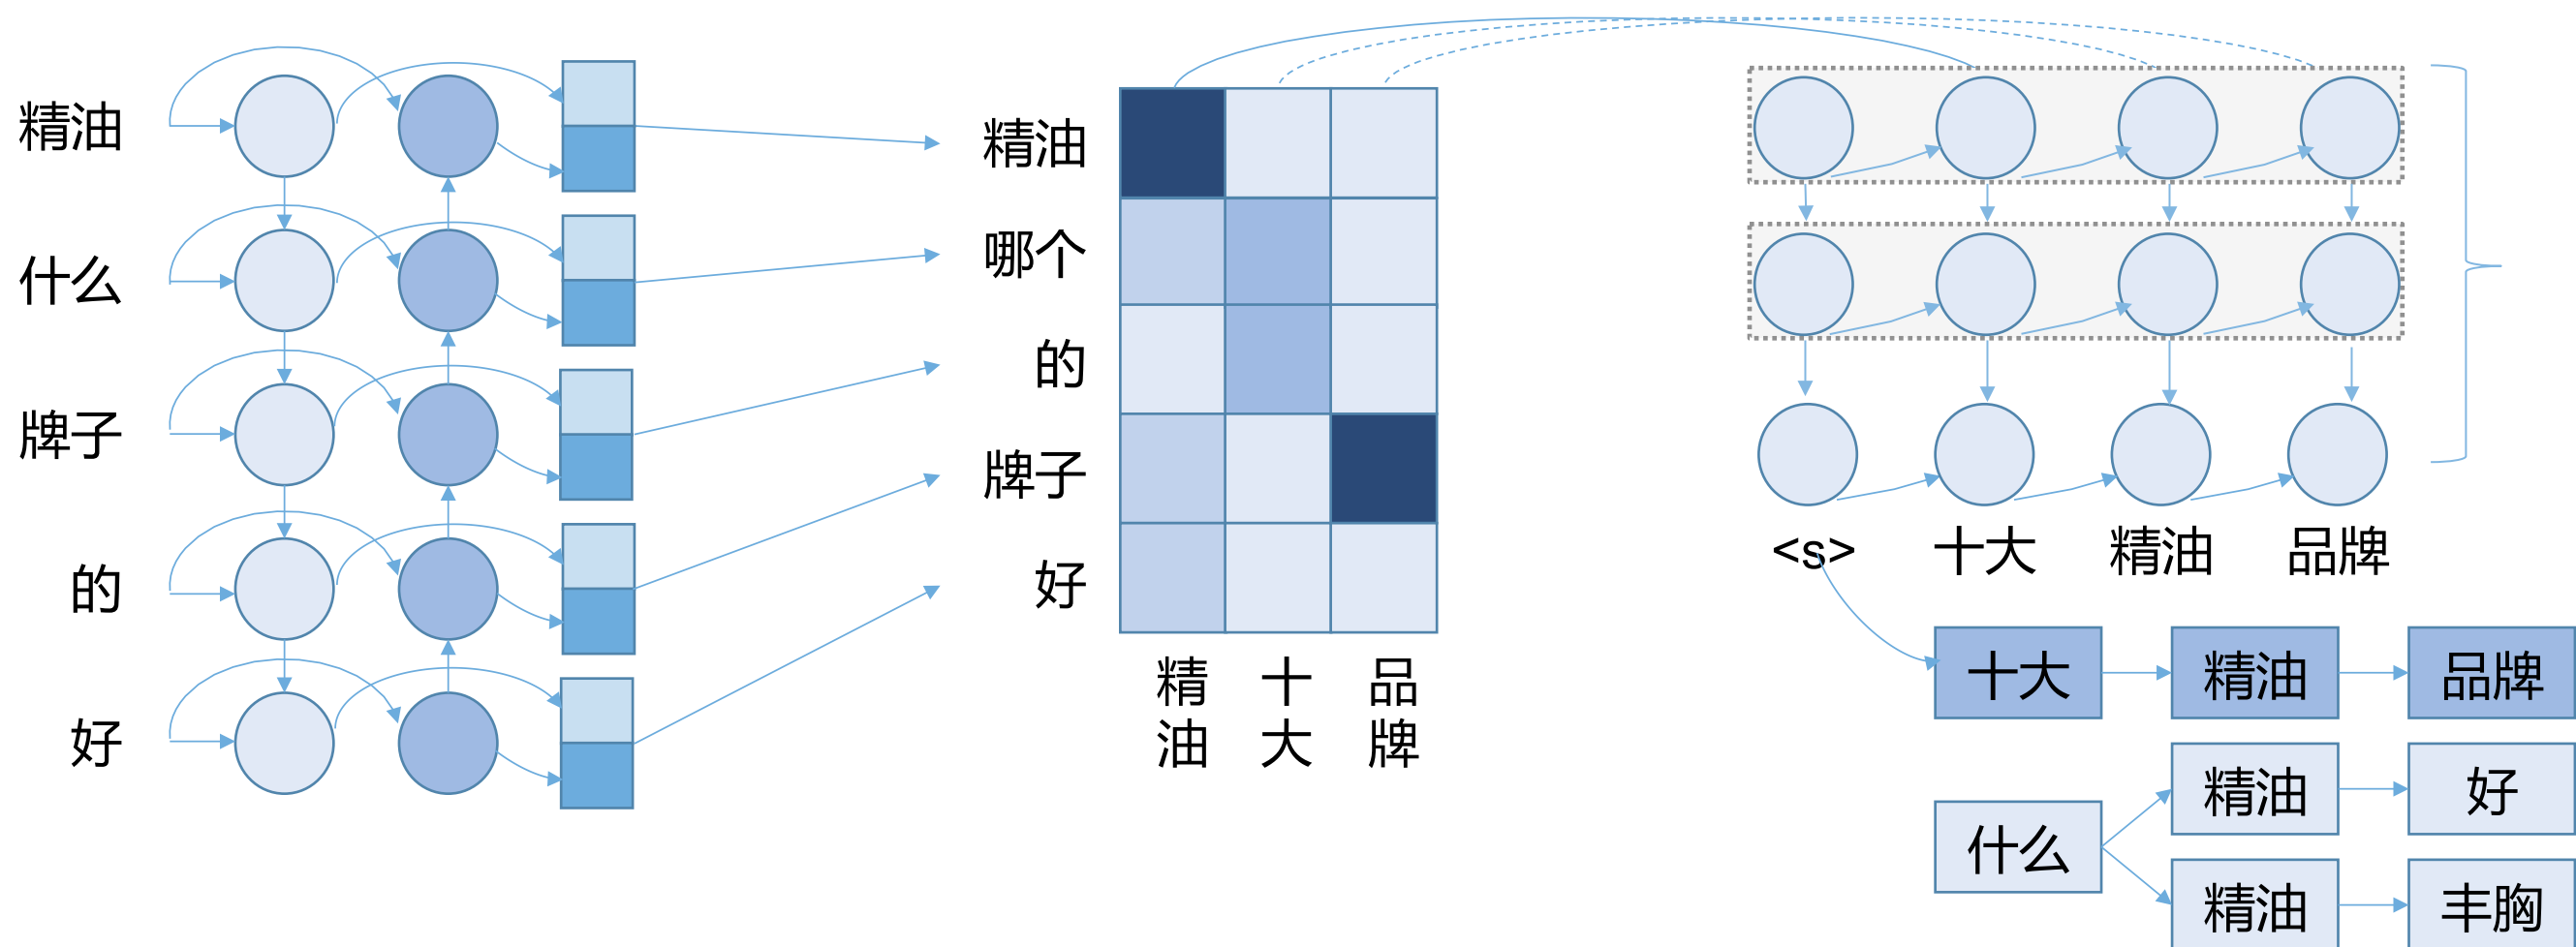 精油
什么
牌子
的
好
精油
哪个
的
牌子
好
精油
十大
品牌
<s>
十大
精油
品牌
十大
精油
品牌
什么
精油
好
精油
丰胸